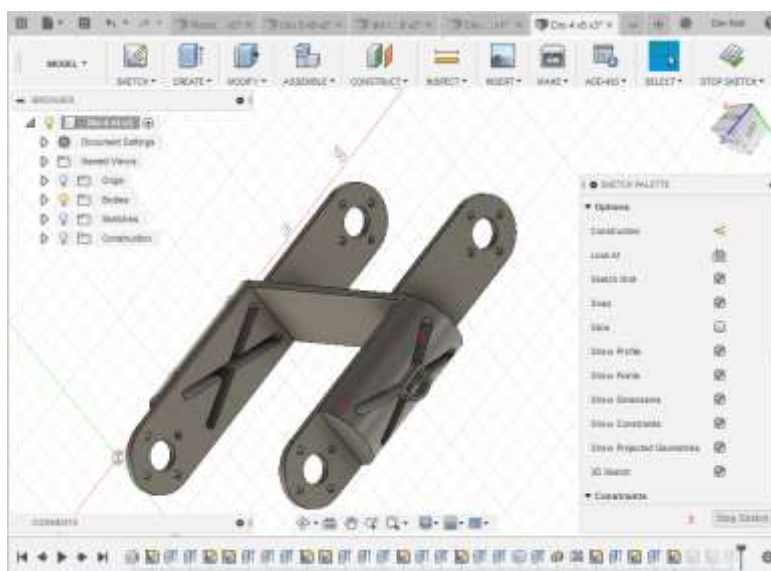 MODEL
SKETCH
CREATE
MODIFY
ASSEMBLE
CONSTRUCT
INSPECT
INSERT
MAKE
ADD-INS
SELECT
STOP SKETCH
BROWSER
Document Settings
Named Views
Origin
Bodies
Sketches
Construction
SKETCH PALETTE
Options
Construction
Look At
Sketch Grid
Snap
Slice
Show Profile
Show Points
Show Dimensions
Show Constraints
Show Projected Geometries
3D Sketch
Constraints
Stop Sketch
COMMENTS